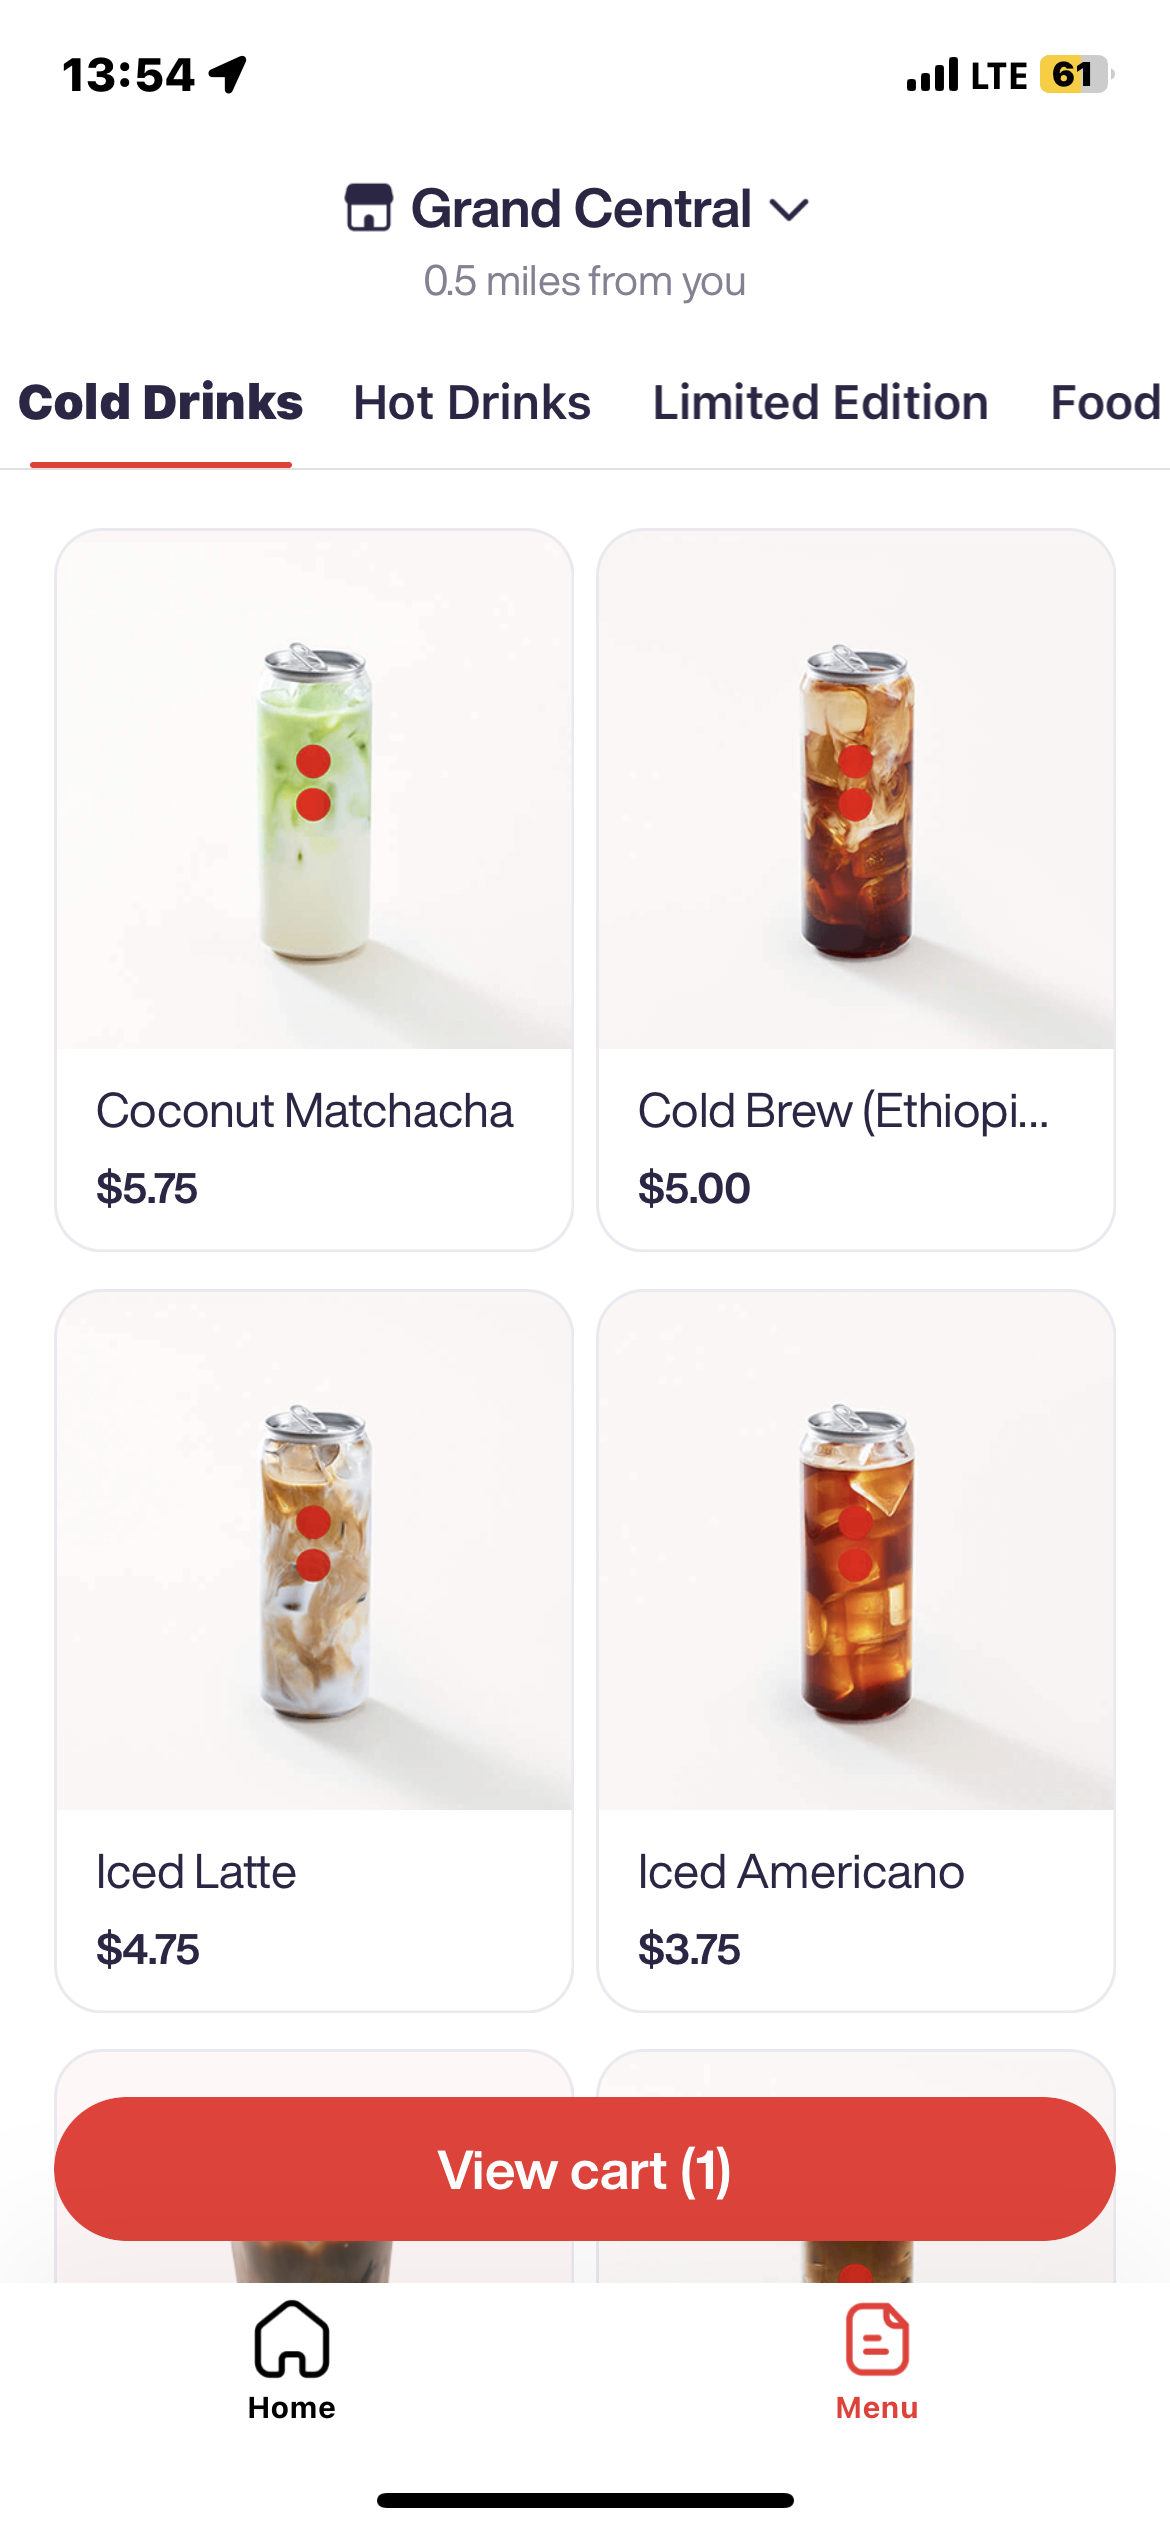 13:54 LTE 61
Grand Central
0.5 miles from you
Cold Drinks Hot Drinks Limited Edition Food
Coconut Matchacha
$5.75
Cold Brew (Ethiopi...
$5.00
Iced Latte
$4.75
Iced Americano
$3.75
View cart (1)
Home
Menu